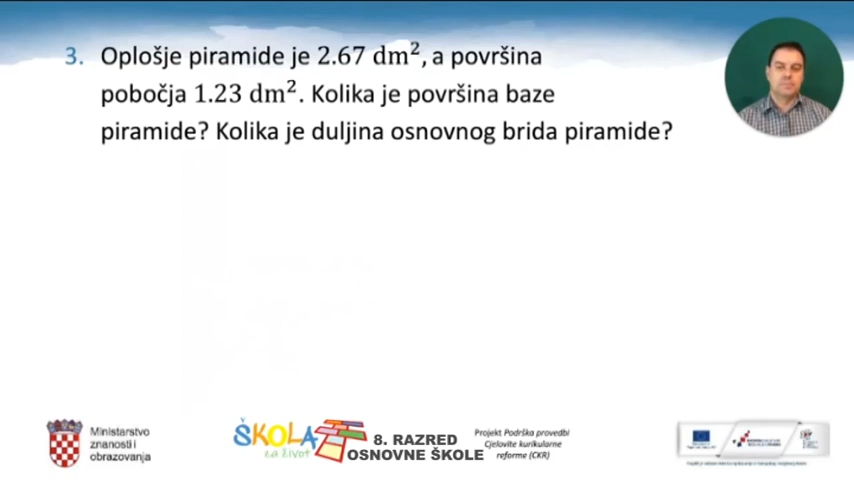 3. Oplošje piramide je 2.67 dm², a površina
pobočja 1.23 dm². Kolika je površina baze
piramide? Kolika je duljina osnovnog brida piramide?
Ministarstvo
znanosti i
obrazovanja
ŠKOLA
za život
8. RAZRED
OSNOVNE ŠKOLE
Projekt Podrška provedbi
Cjelovite kurikularne
reforme (CKR)